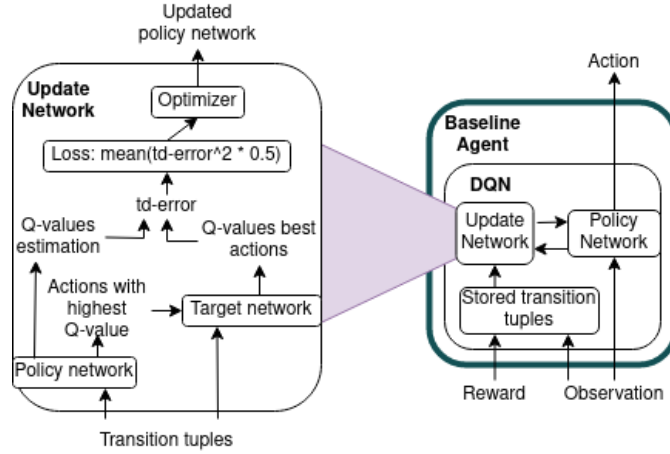 Updated
policy network
Update
Network
Optimizer
Loss: mean(td-error^2 * 0.5)
td-error
Q-values
estimation
Q-values best
actions
Actions with
highest
Q-value
Target network
Policy network
Transition tuples
Action
Baseline
Agent
DQN
Update
Network
Policy
Network
Stored transition
tuples
Reward
Observation